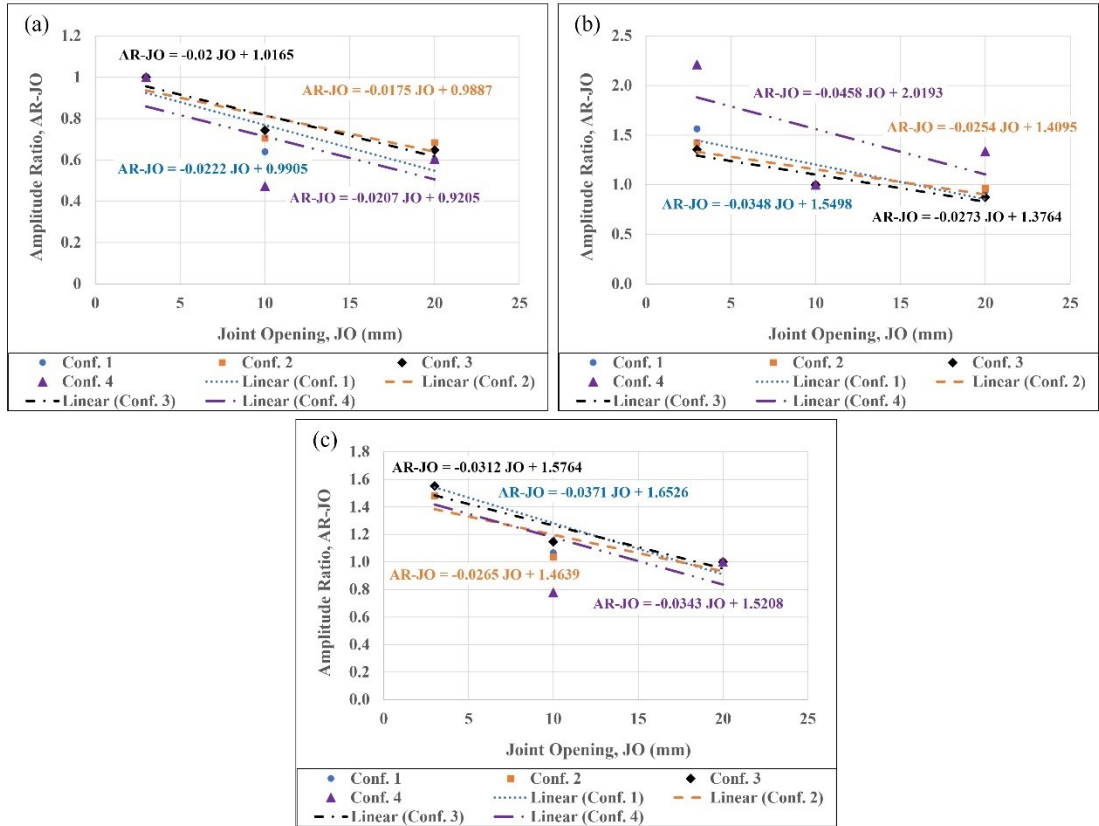 (a)
1.2
1
0.8
0.6
0.4
0.2
0
Amplitude Ratio, AR-JO
AR-JO = -0.02 JO + 1.0165
AR-JO = -0.0175 JO + 0.9887
AR-JO = -0.0222 JO + 0.9905
AR-JO = -0.0207 JO + 0.9205
0 5 10 15 20 25
Joint Opening, JO (mm)
Conf. 1 Conf. 2 Conf. 3
Conf. 4 Linear (Conf. 1) Linear (Conf. 2)
Linear (Conf. 3) Linear (Conf. 4)
(b)
2.5
2.0
1.5
1.0
0.5
0.0
Amplitude Ratio, AR-JO
AR-JO = -0.0458 JO + 2.0193
AR-JO = -0.0254 JO + 1.4095
AR-JO = -0.0348 JO + 1.5498
AR-JO = -0.0273 JO + 1.3764
0 5 10 15 20 25
Joint Opening, JO (mm)
Conf. 1 Conf. 2 Conf. 3
Conf. 4 Linear (Conf. 1) Linear (Conf. 2)
Linear (Conf. 3) Linear (Conf. 4)
(c)
1.8
1.6
1.4
1.2
1.0
0.8
0.6
0.4
0.2
0.0
Amplitude Ratio, AR-JO
AR-JO = -0.0312 JO + 1.5764
AR-JO = -0.0371 JO + 1.6526
AR-JO = -0.0265 JO + 1.4639
AR-JO = -0.0343 JO + 1.5208
0 5 10 15 20 25
Joint Opening, JO (mm)
Conf. 1 Conf. 2 Conf. 3
Conf. 4 Linear (Conf. 1) Linear (Conf. 2)
Linear (Conf. 3) Linear (Conf. 4)